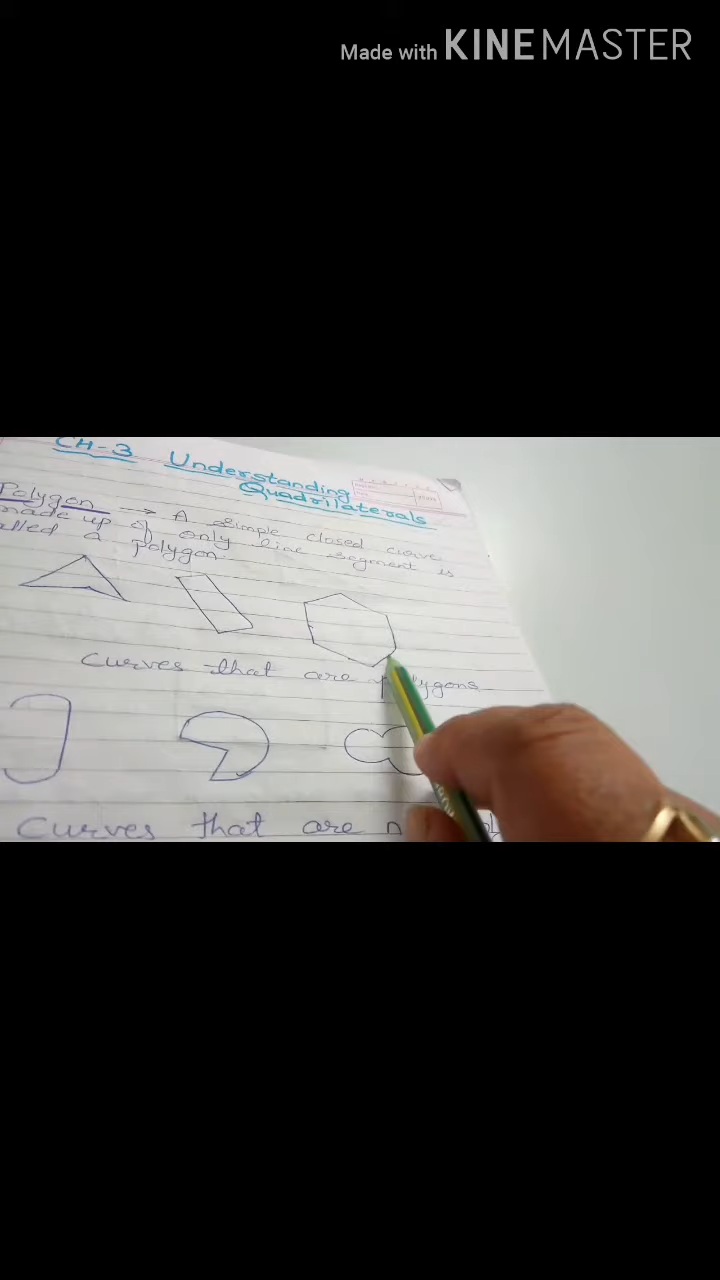 Made with KINEMASTER
CH-3 Understanding
Quadrilaterals
Polygon → A simple closed curve
made up of only line segment is
alled a polygon
Curves that are polygons
Curves that are n